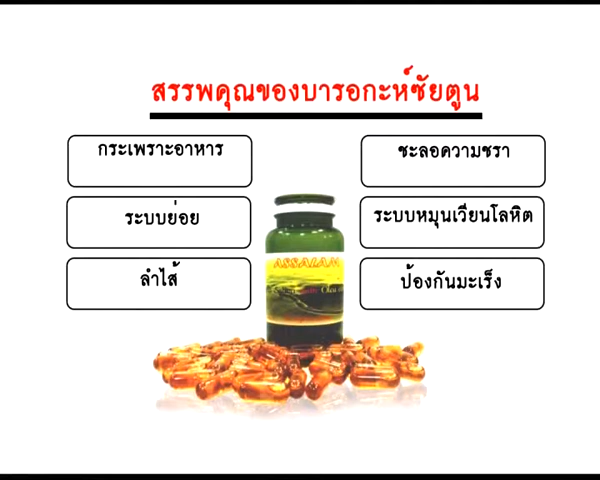 สรรพคุณของบารอกะห์ซัยตูน
กระเพราะอาหาร
ชะลอความชรา
ระบบย่อย
ระบบหมุนเวียนโลหิต
ลำไส้
ป้องกันมะเร็ง
ASSALAM